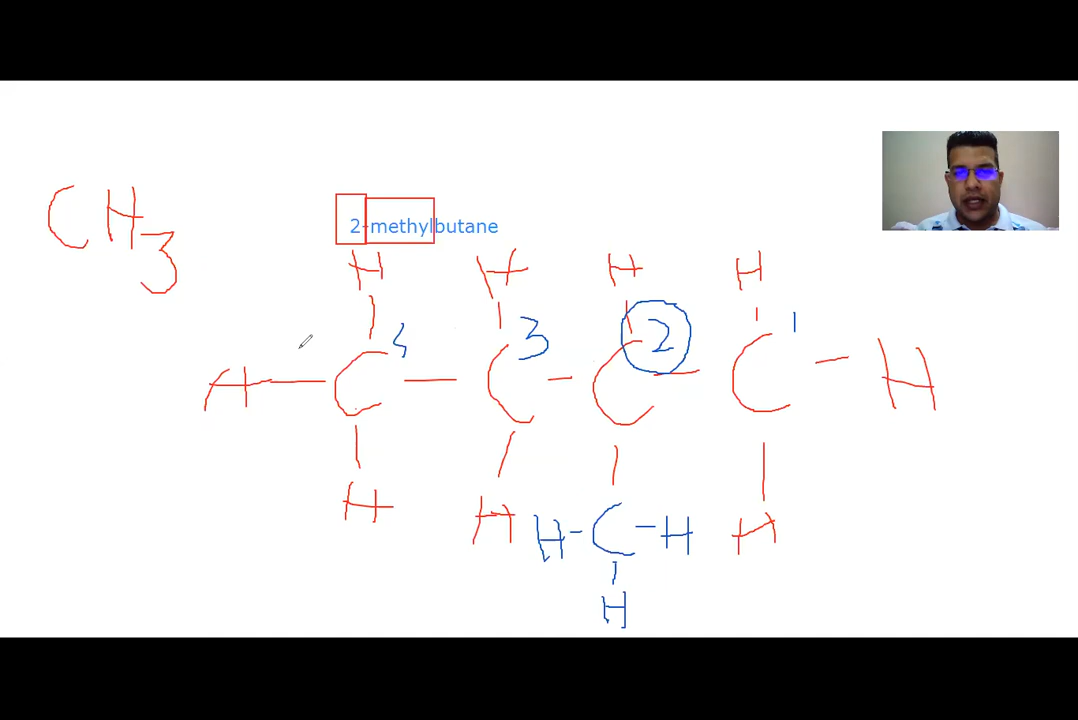 CH3
2-methylbutane
H H H H
4 3 2 1
H - C - C - C - C - H
H H H
H - C - H
H